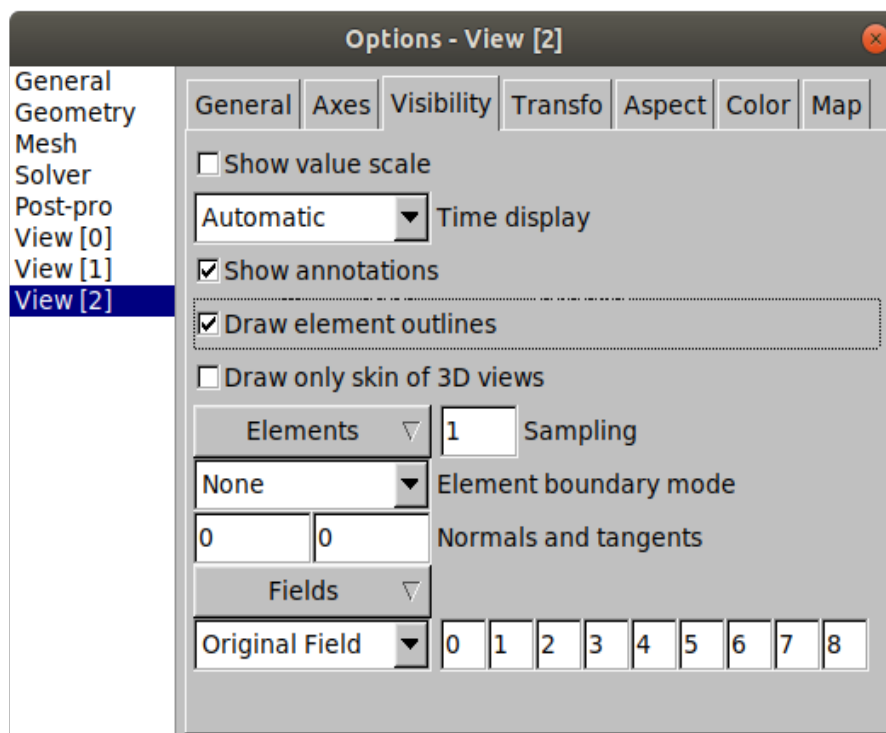 Options - View [2]
General
Geometry
Mesh
Solver
Post-pro
View [0]
View [1]
View [2]
General Axes Visibility Transfo Aspect Color Map
Show value scale
Automatic Time display
Show annotations
Draw element outlines
Draw only skin of 3D views
Elements 1 Sampling
None Element boundary mode
0 0 Normals and tangents
Fields
Original Field 0 1 2 3 4 5 6 7 8